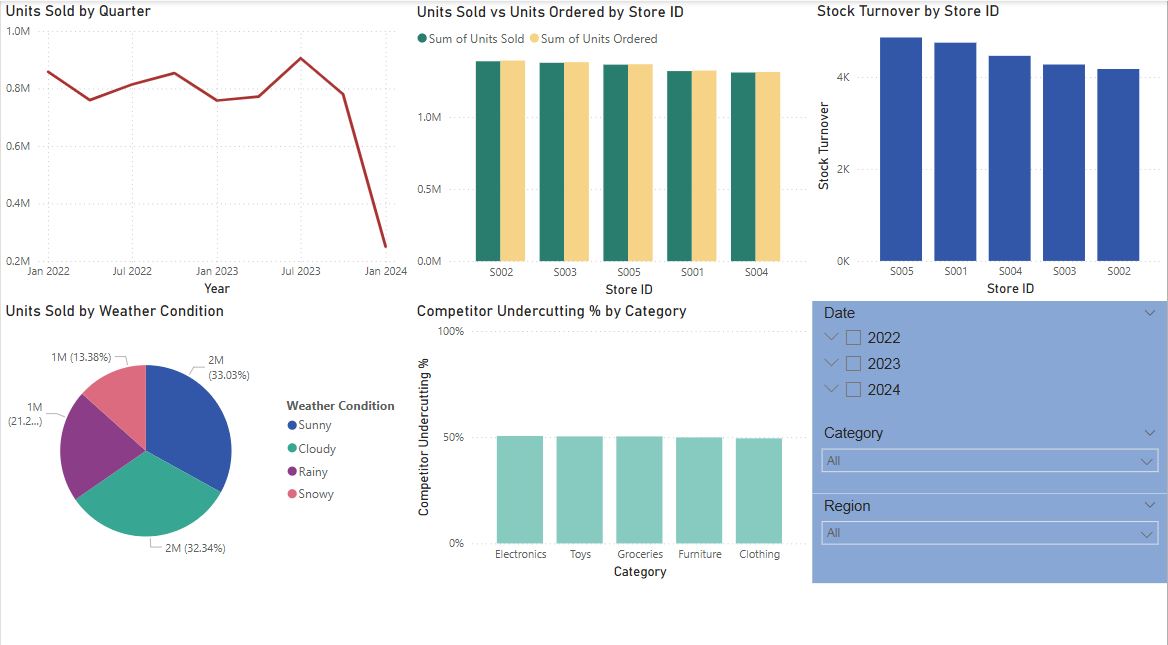 Units Sold by Quarter
1.0M
0.8M
0.6M
0.4M
0.2M
Jan 2022
Jul 2022
Jan 2023
Jul 2023
Jan 2024
Year
Units Sold vs Units Ordered by Store ID
Sum of Units Sold
Sum of Units Ordered
1.0M
0.5M
0.0M
S002
S003
S005
S001
S004
Store ID
Stock Turnover by Store ID
Stock Turnover
4K
2K
0K
S005
S001
S004
S003
S002
Store ID
Units Sold by Weather Condition
1M (13.38%)
2M
(33.03%)
1M
(21.2...)
2M (32.34%)
Weather Condition
Sunny
Cloudy
Rainy
Snowy
Competitor Undercutting % by Category
Competitor Undercutting %
100%
50%
0%
Electronics
Toys
Groceries
Furniture
Clothing
Category
Date
2022
2023
2024
Category
All
Region
All